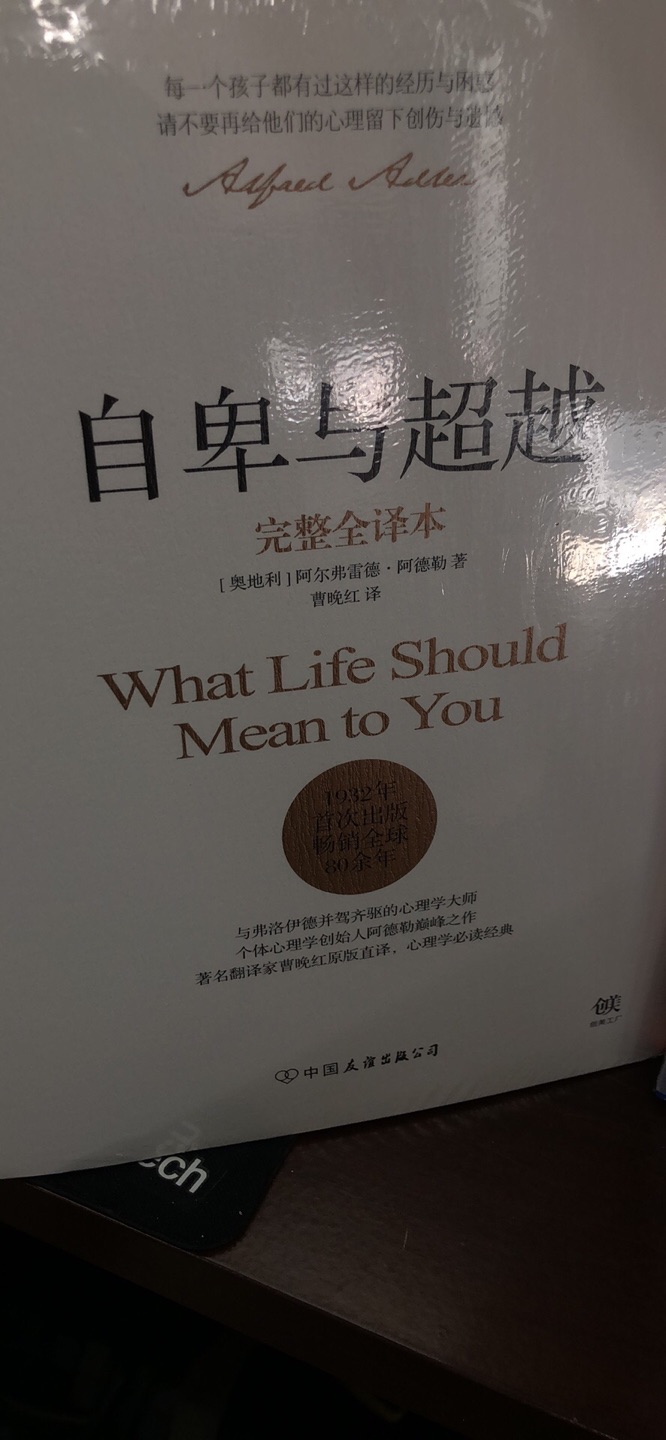 每一个孩子都有过这样的经历与困惑
请不要再给他们的心理留下创伤与遗憾
Alfred Adler
自卑与超越
完整全译本
[奥地利]阿尔弗雷德·阿德勒 著
曹晚红 译
What Life Should
Mean to You
1932年
首次出版
畅销全球
80余年
与弗洛伊德并驾齐驱的心理学大师
个体心理学创始人阿德勒巅峰之作
著名翻译家曹晚红原版直译，心理学必读经典
创美
创美工厂
中国友谊出版公司
ech